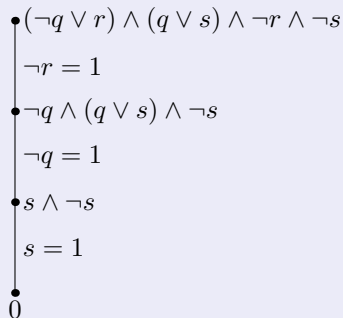 (¬q ∨ r) ∧ (q ∨ s) ∧ ¬r ∧ ¬s
¬r = 1
¬q ∧ (q ∨ s) ∧ ¬s
¬q = 1
s ∧ ¬s
s = 1
0